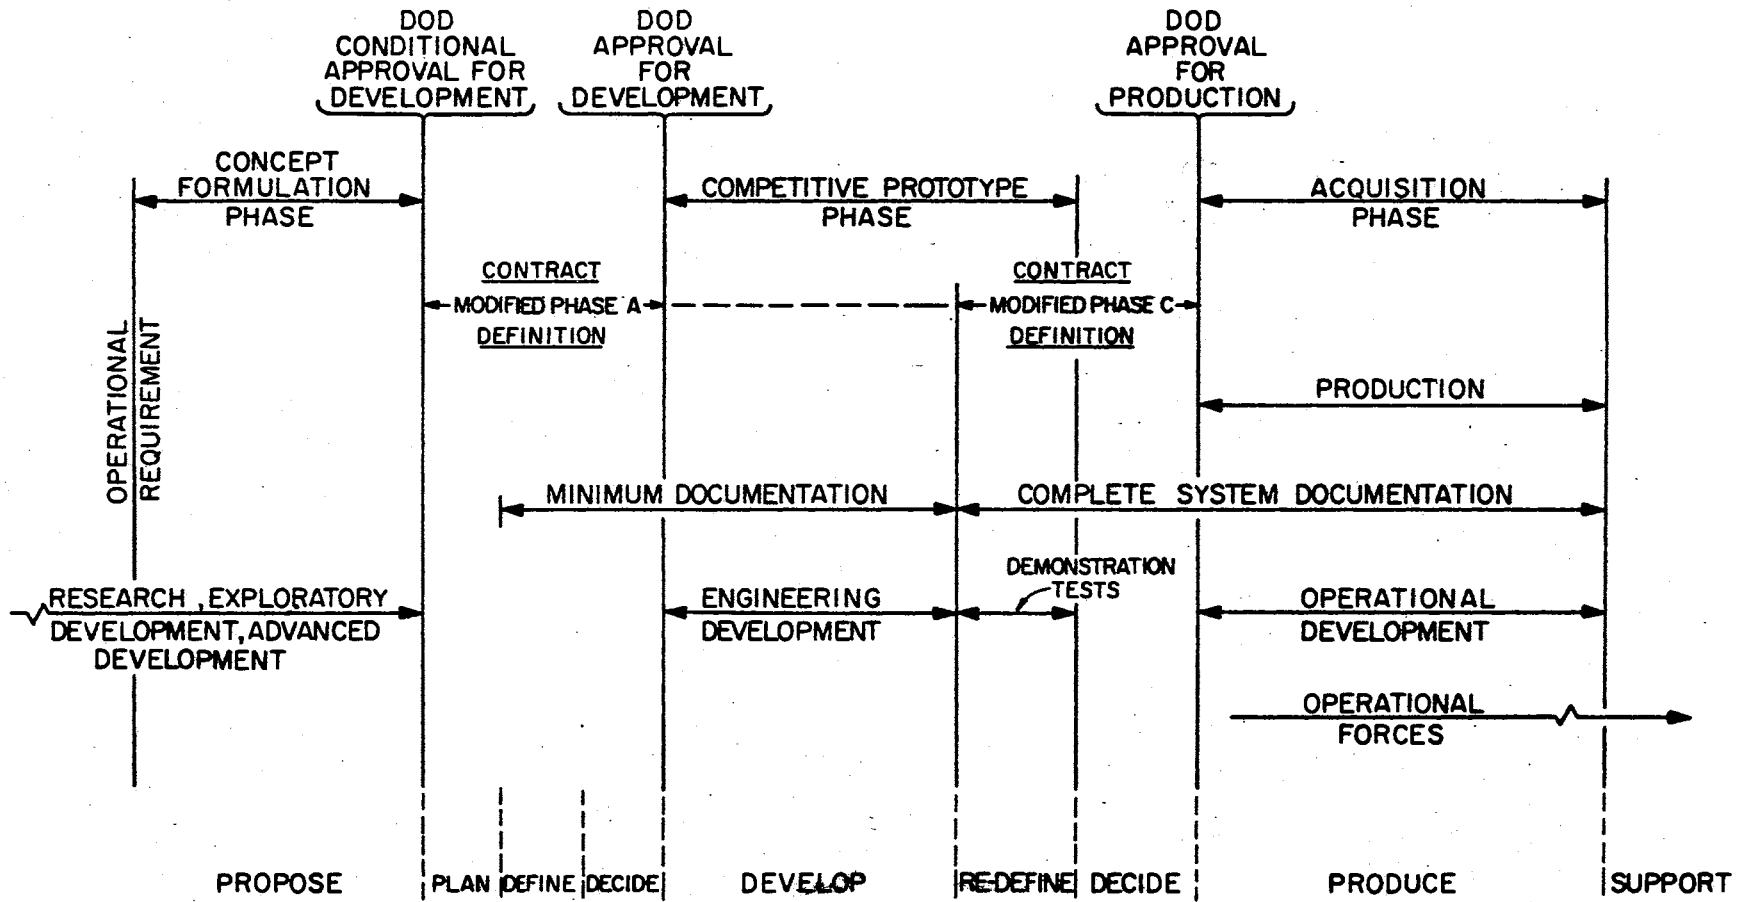 DOD
CONDITIONAL
APPROVAL FOR
DEVELOPMENT
DOD
APPROVAL
FOR
DEVELOPMENT
DOD
APPROVAL
FOR
PRODUCTION
CONCEPT
FORMULATION
PHASE
COMPETITIVE PROTOTYPE
PHASE
ACQUISITION
PHASE
CONTRACT
MODIFIED PHASE A
DEFINITION
CONTRACT
MODIFIED PHASE C
DEFINITION
OPERATIONAL
REQUIREMENT
PRODUCTION
MINIMUM DOCUMENTATION
COMPLETE SYSTEM DOCUMENTATION
RESEARCH, EXPLORATORY
DEVELOPMENT, ADVANCED
DEVELOPMENT
ENGINEERING
DEVELOPMENT
DEMONSTRATION
TESTS
OPERATIONAL
DEVELOPMENT
OPERATIONAL
FORCES
PROPOSE
PLAN
DEFINE
DECIDE
DEVELOP
RE-DEFINE
DECIDE
PRODUCE
SUPPORT